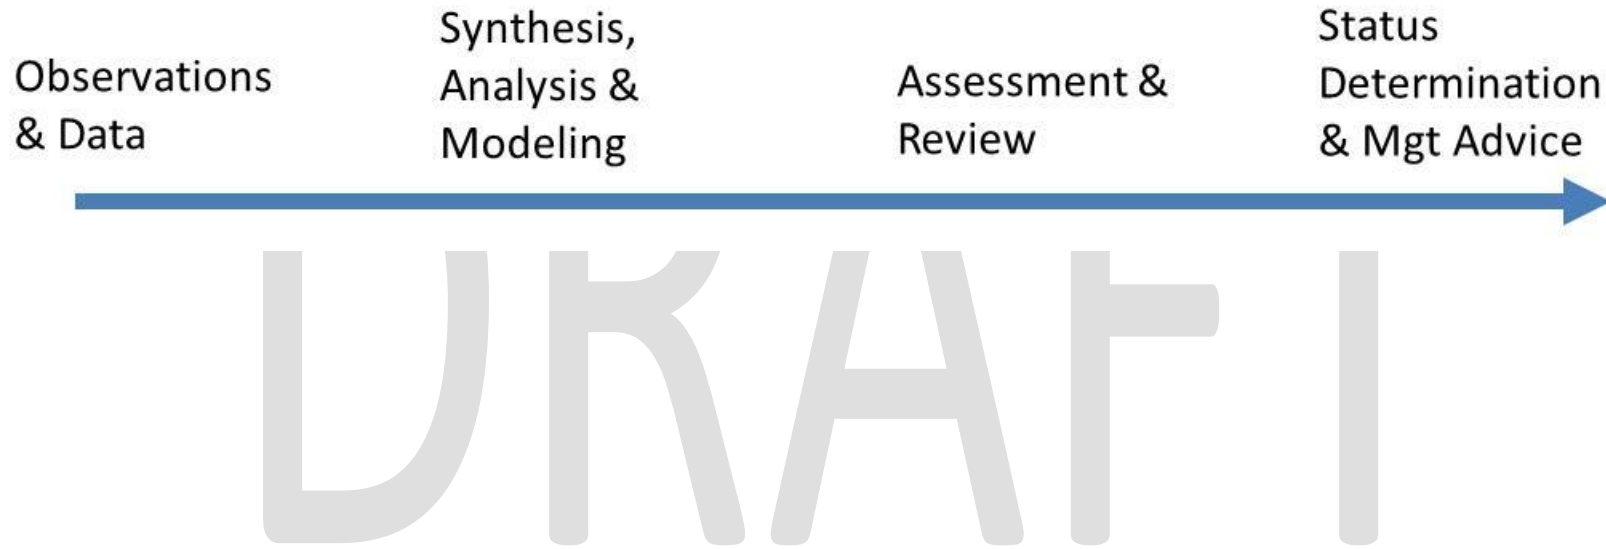 Observations
& Data
Synthesis,
Analysis &
Modeling
Assessment &
Review
Status
Determination
& Mgt Advice
DRAFT